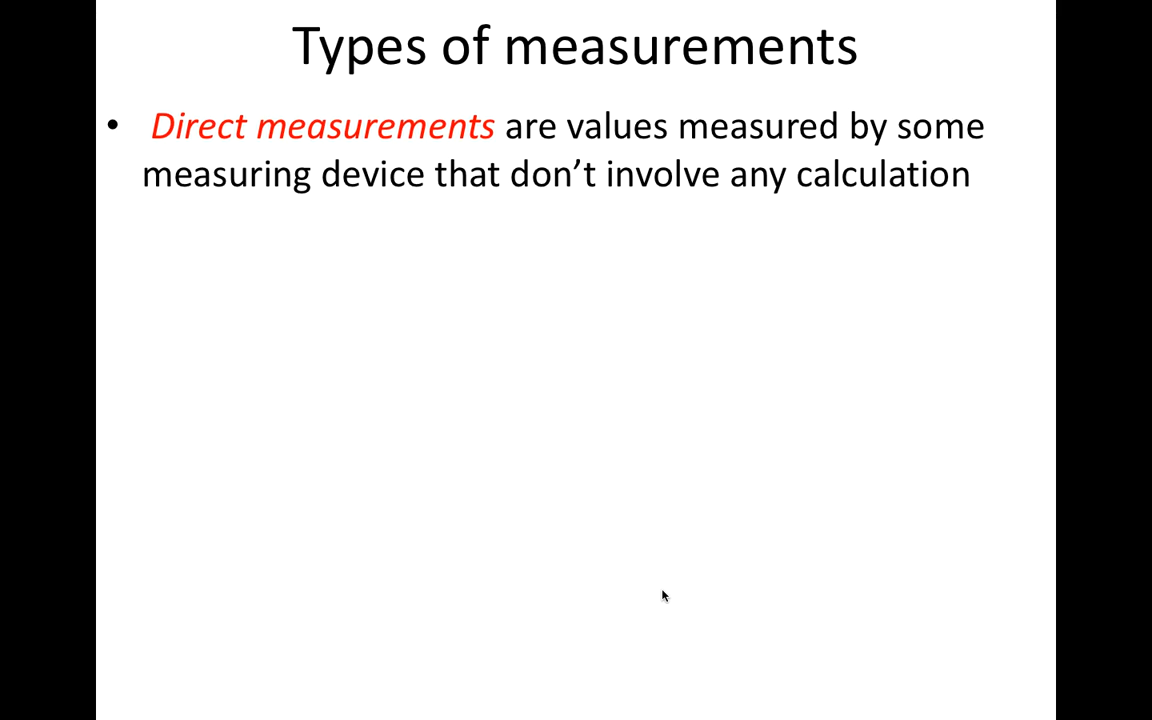 Types of measurements
• Direct measurements are values measured by some
measuring device that don’t involve any calculation